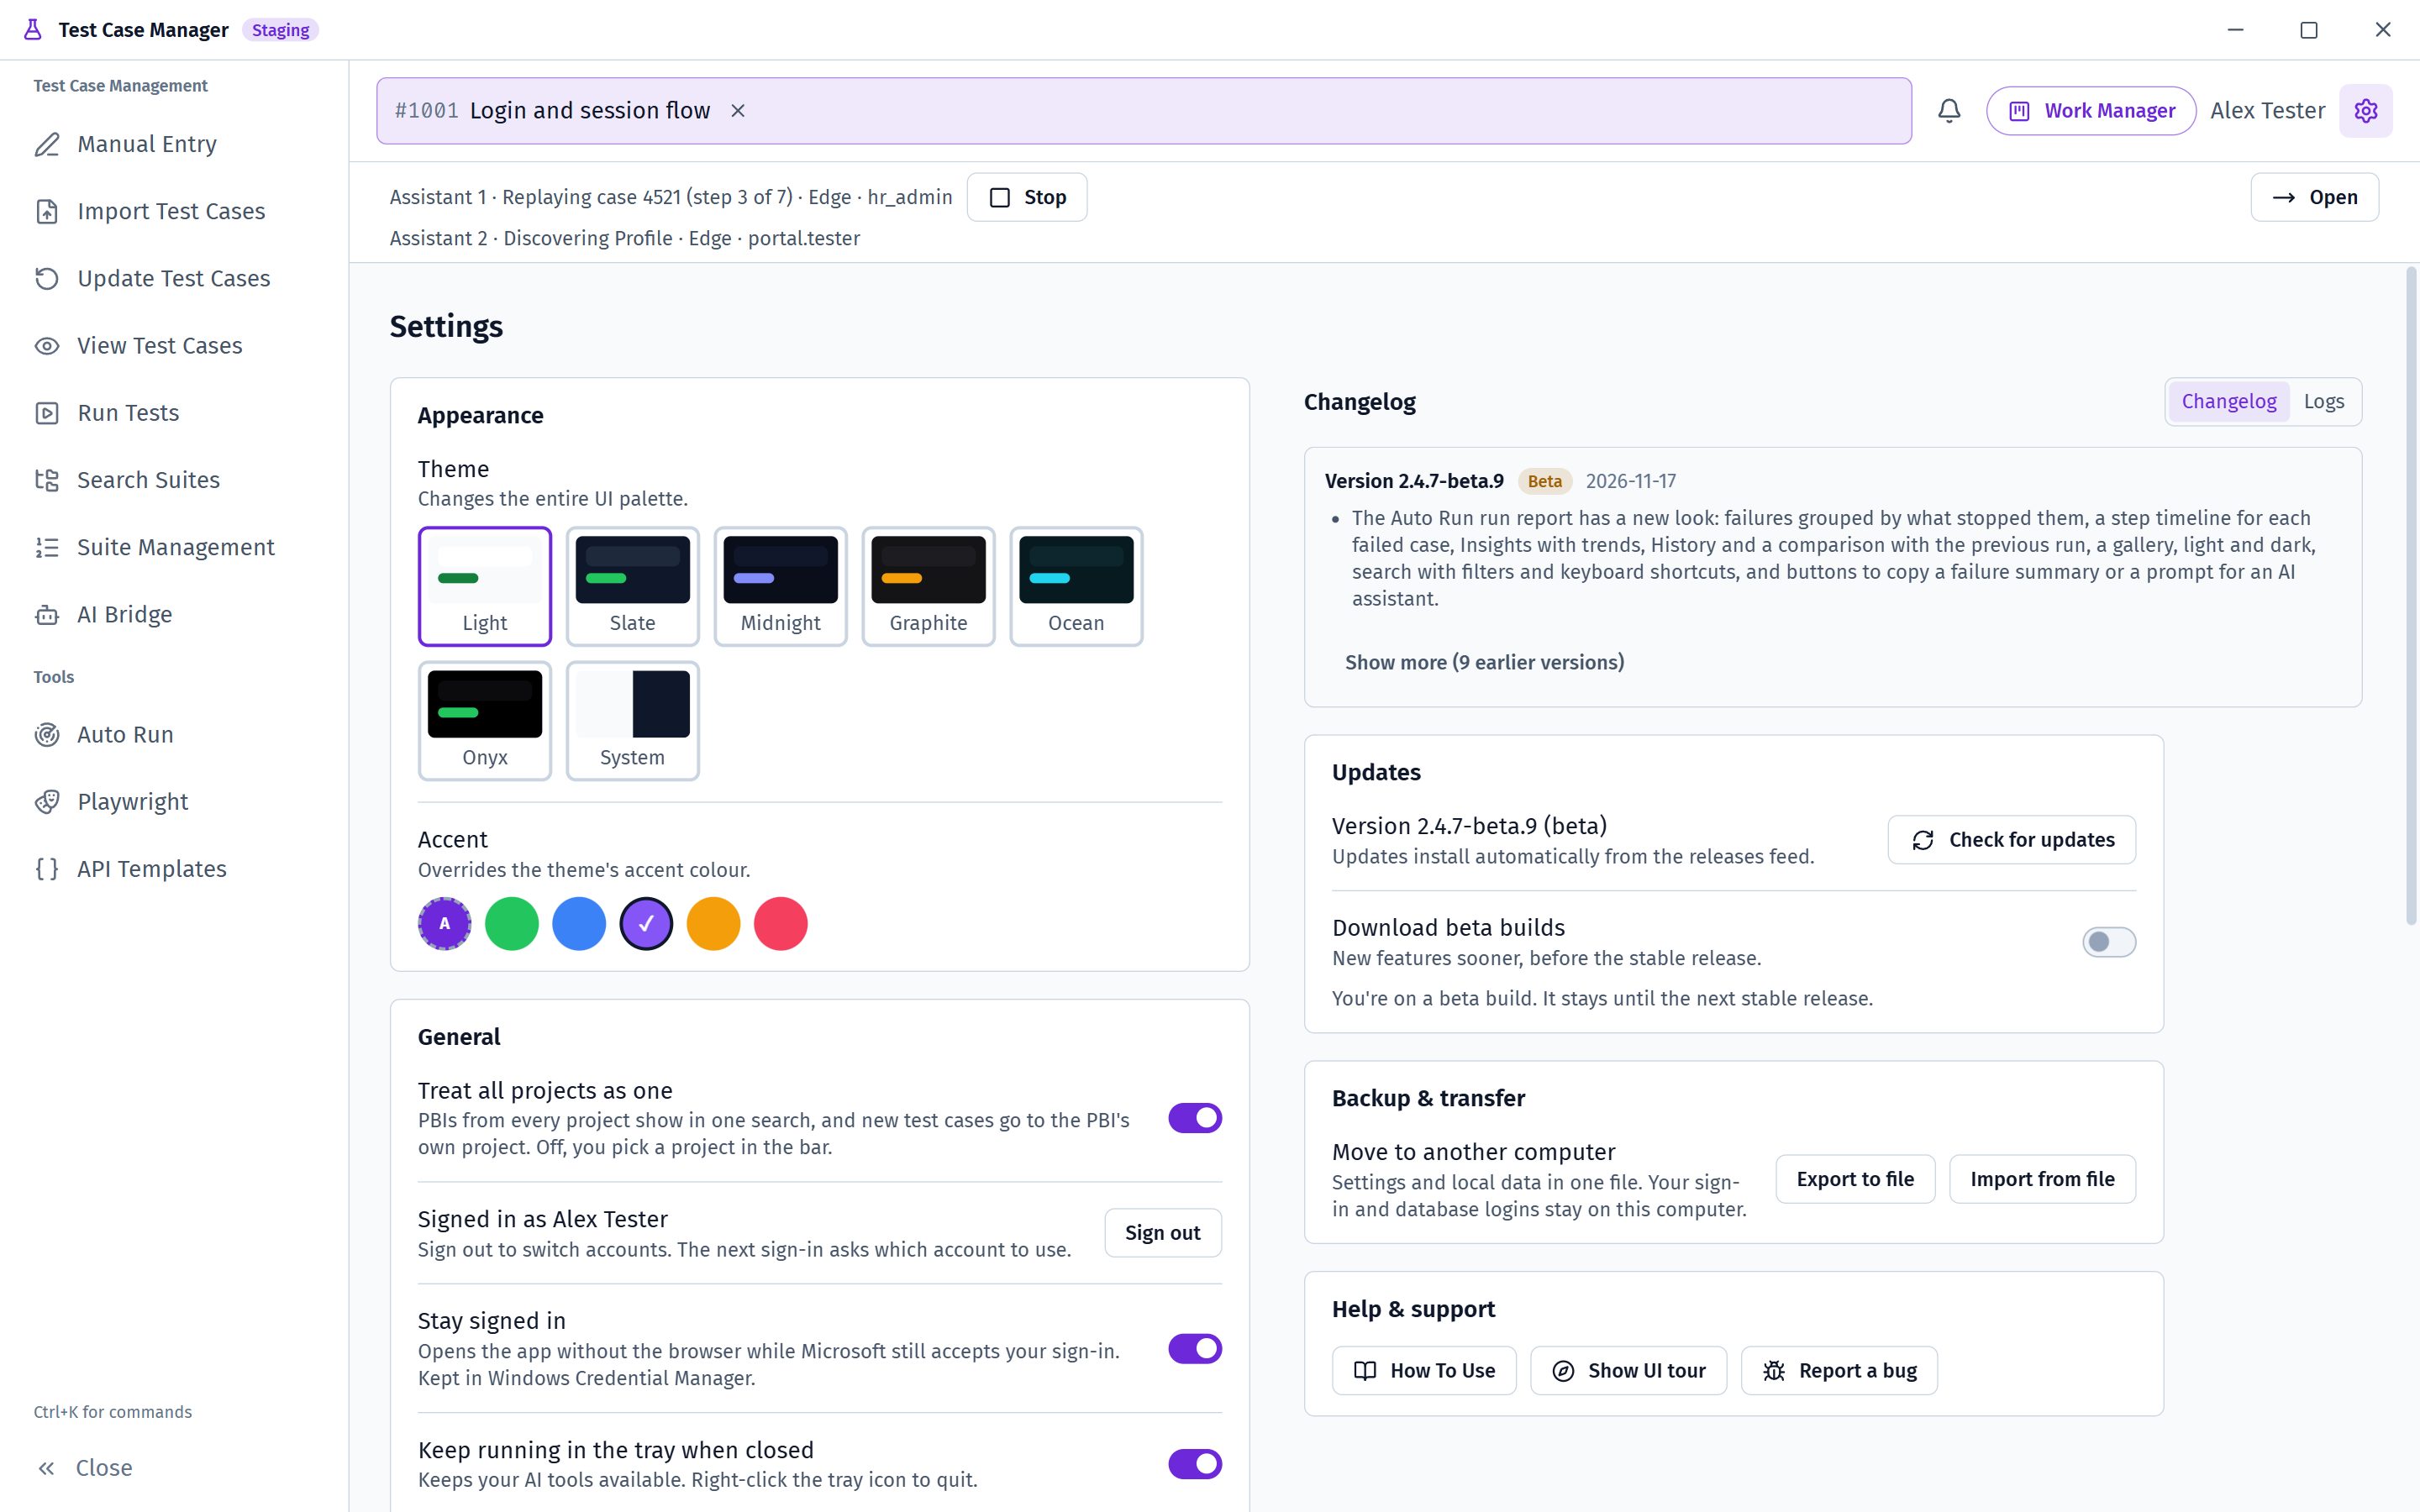 Test Case Manager Staging
Test Case Management
Manual Entry
Import Test Cases
Update Test Cases
View Test Cases
Run Tests
Search Suites
Suite Management
AI Bridge
Tools
Auto Run
Playwright
API Templates
Ctrl+K for commands
Close
#1001 Login and session flow
Work Manager
Alex Tester
Assistant 1 · Replaying case 4521 (step 3 of 7) · Edge · hr_admin
Stop
Open
Assistant 2 · Discovering Profile · Edge · portal.tester
Settings
Appearance
Theme
Changes the entire UI palette.
Light
Slate
Midnight
Graphite
Ocean
Onyx
System
Accent
Overrides the theme's accent colour.
A
General
Treat all projects as one
PBIs from every project show in one search, and new test cases go to the PBI's
own project. Off, you pick a project in the bar.
Signed in as Alex Tester
Sign out to switch accounts. The next sign-in asks which account to use.
Sign out
Stay signed in
Opens the app without the browser while Microsoft still accepts your sign-in.
Kept in Windows Credential Manager.
Keep running in the tray when closed
Keeps your AI tools available. Right-click the tray icon to quit.
Changelog
Changelog Logs
Version 2.4.7-beta.9 Beta 2026-11-17
• The Auto Run run report has a new look: failures grouped by what stopped them, a step timeline for each
failed case, Insights with trends, History and a comparison with the previous run, a gallery, light and dark,
search with filters and keyboard shortcuts, and buttons to copy a failure summary or a prompt for an AI
assistant.
Show more (9 earlier versions)
Updates
Version 2.4.7-beta.9 (beta)
Updates install automatically from the releases feed.
Check for updates
Download beta builds
New features sooner, before the stable release.
You're on a beta build. It stays until the next stable release.
Backup & transfer
Move to another computer
Settings and local data in one file. Your sign-
in and database logins stay on this computer.
Export to file
Import from file
Help & support
How To Use
Show UI tour
Report a bug